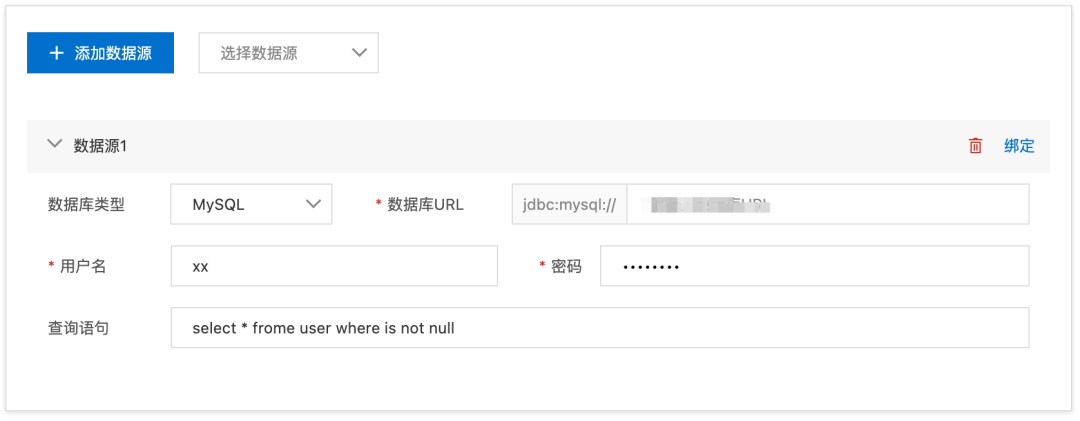 添加数据源 选择数据源
数据源1 绑定
数据库类型 MySQL * 数据库URL jdbc:mysql://
* 用户名 xx * 密码 ••••••••
查询语句 select * frome user where is not null